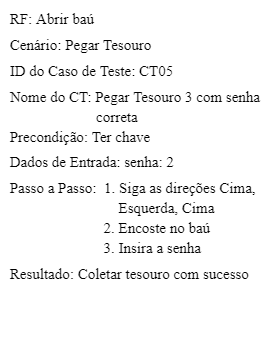 RF: Abrir baú
Cenário: Pegar Tesouro
ID do Caso de Teste: CT05
Nome do CT: Pegar Tesouro 3 com senha
correta
Precondição: Ter chave
Dados de Entrada: senha: 2
Passo a Passo: 1. Siga as direções Cima,
Esquerda, Cima
2. Encoste no baú
3. Insira a senha
Resultado: Coletar tesouro com sucesso